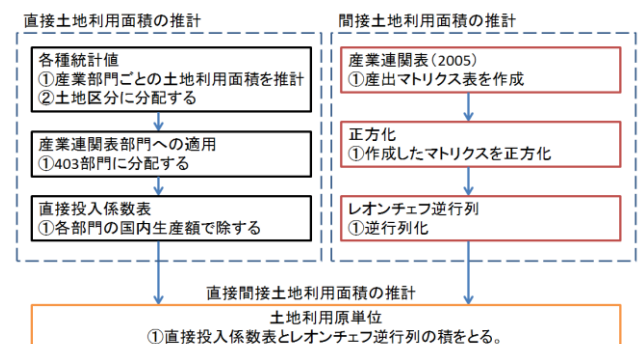 直接土地利用面積の推計
各種統計値
①産業部門ごとの土地利用面積を推計
②土地区分に分配する
産業連関表部門への適用
①403部門に分配する
直接投入係数表
①各部門の国内生産額で除する
間接土地利用面積の推計
産業連関表(2005)
①産出マトリクス表を作成
正方化
①作成したマトリクスを正方化
レオンチェフ逆行列
①逆行列化
直接間接土地利用面積の推計
土地利用原単位
①直接投入係数表とレオンチェフ逆行列の積をとる。